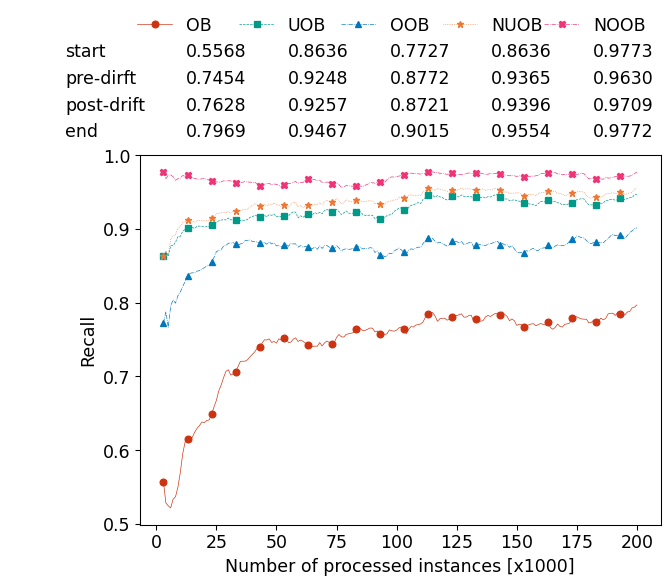 OB UOB OOB NUOB NOOB
start 0.5568 0.8636 0.7727 0.8636 0.9773
pre-dirft 0.7454 0.9248 0.8772 0.9365 0.9630
post-drift 0.7628 0.9257 0.8721 0.9396 0.9709
end 0.7969 0.9467 0.9015 0.9554 0.9772
1.0
0.9
0.8
0.7
0.6
0.5
Recall
0 25 50 75 100 125 150 175 200
Number of processed instances [x1000]